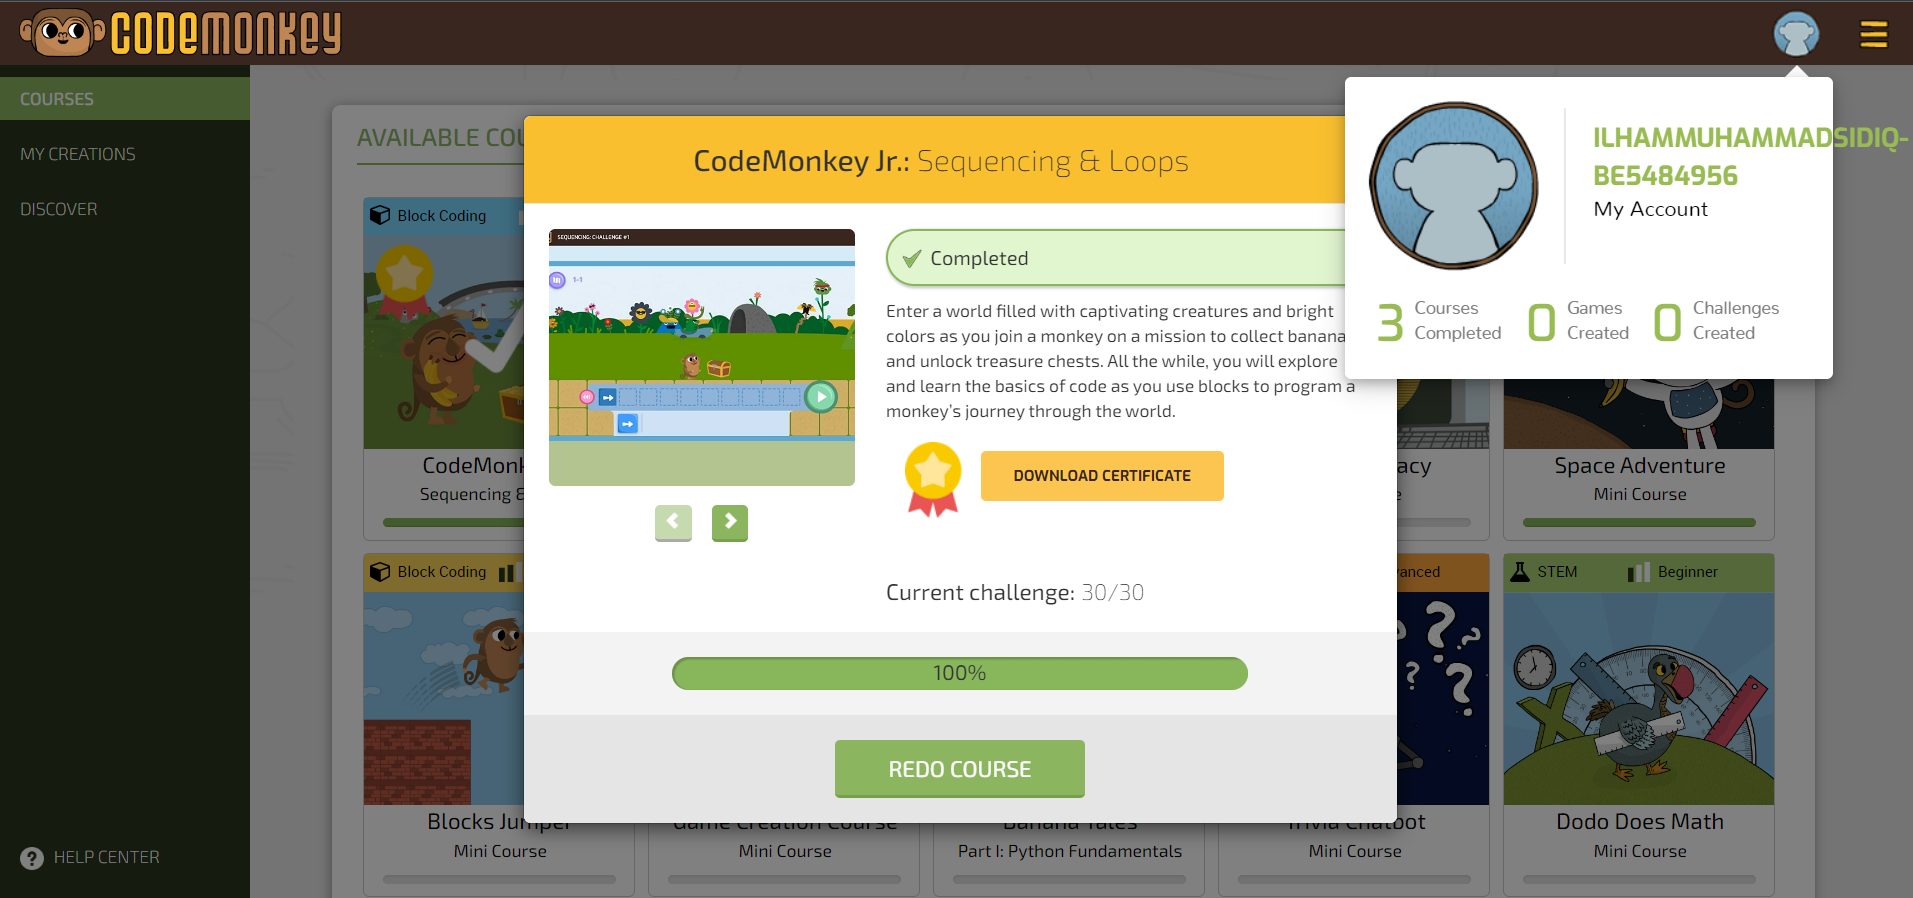 CODEMONKEY
COURSES
MY CREATIONS
DISCOVER
HELP CENTER
AVAILABLE COU
Block Coding
CodeMonk
Sequencing &
Block Coding
Blocks Jumper
Mini Course
Game Creation Course
Mini Course
Banana Tales
Part I: Python Fundamentals
Trivia Chatbot
Mini Course
anced
acy
Space Adventure
Mini Course
STEM
Beginner
Dodo Does Math
Mini Course
CodeMonkey Jr.: Sequencing & Loops
SEQUENCING: CHALLENGE #1
1-1
Completed
Enter a world filled with captivating creatures and bright
colors as you join a monkey on a mission to collect banana
and unlock treasure chests. All the while, you will explore
and learn the basics of code as you use blocks to program a
monkey's journey through the world.
DOWNLOAD CERTIFICATE
Current challenge: 30/30
100%
REDO COURSE
ILHAMMUHAMMADSIDIQ-
BE5484956
My Account
3 Courses
Completed
0 Games
Created
0 Challenges
Created